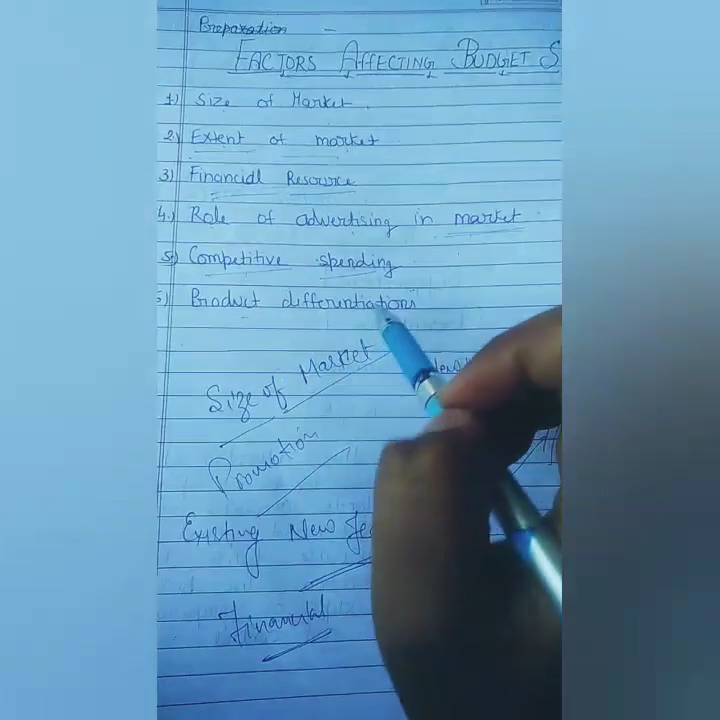 Preparation -
FACTORS AFFECTING BUDGET S
1) Size of Market.
2) Extent of market
3) Financial Resource
4.) Role of advertising in market
5) Competitive spending
6) Product differentiations
Size of Market
Promotion
Existing New
Financial